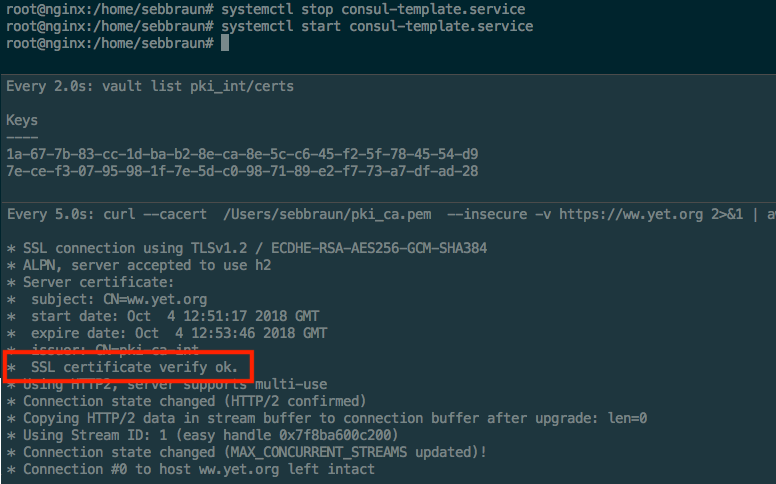 root@nginx:/home/sebbraun# systemctl stop consul-template.service
root@nginx:/home/sebbraun# systemctl start consul-template.service
root@nginx:/home/sebbraun#
Every 2.0s: vault list pki_int/certs
Keys
----
1a-67-7b-83-cc-1d-ba-b2-8e-ca-8e-5c-c6-45-f2-5f-78-45-54-d9
7e-ce-f3-07-95-98-1f-7e-5d-c0-98-71-89-e2-f7-73-a7-df-ad-28
Every 5.0s: curl --cacert  /Users/sebbraun/pki_ca.pem  --insecure -v https://ww.yet.org 2>&1 | a
* SSL connection using TLSv1.2 / ECDHE-RSA-AES256-GCM-SHA384
* ALPN, server accepted to use h2
* Server certificate:
*  subject: CN=ww.yet.org
*  start date: Oct  4 12:51:17 2018 GMT
*  expire date: Oct  4 12:53:46 2018 GMT
*  issuer: CN=pki-ca-int
*  SSL certificate verify ok.
* Using HTTP2, server supports multi-use
* Connection state changed (HTTP/2 confirmed)
* Copying HTTP/2 data in stream buffer to connection buffer after upgrade: len=0
* Using Stream ID: 1 (easy handle 0x7f8ba600c200)
* Connection state changed (MAX_CONCURRENT_STREAMS updated)!
* Connection #0 to host ww.yet.org left intact